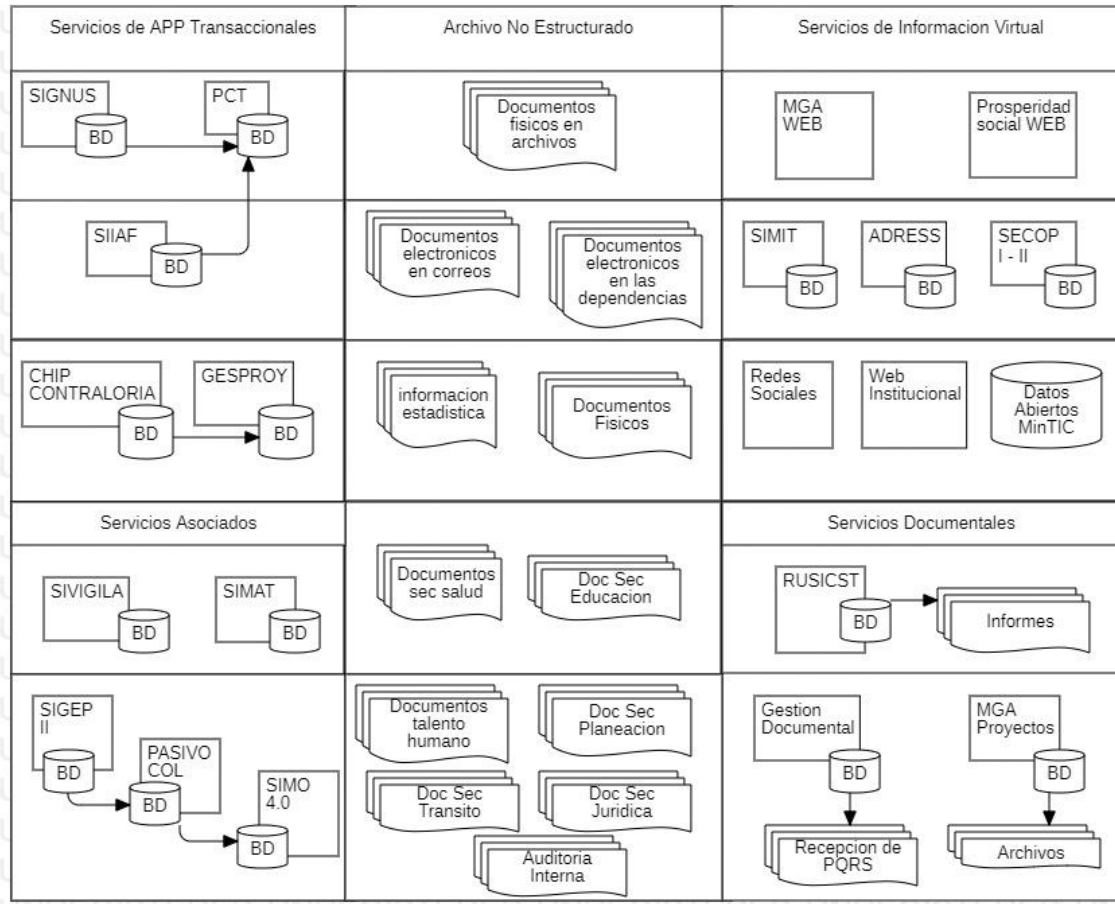 Servicios de APP Transaccionales
Archivo No Estructurado
Servicios de Informacion Virtual
SIGNUS
BD
PCT
BD
Documentos
fisicos en
archivos
MGA
WEB
Prosperidad
social WEB
SIIAF
BD
Documentos
electronicos
en correos
Documentos
electronicos
en las
dependencias
SIMIT
BD
ADRESS
BD
SECOP
I - II
BD
CHIP
CONTRALORIA
BD
GESPROY
BD
informacion
estadistica
Documentos
Fisicos
Redes
Sociales
Web
Institucional
Datos
Abiertos
MinTIC
Servicios Asociados
Servicios Documentales
SIVIGILA
BD
SIMAT
BD
Documentos
sec salud
Doc Sec
Educacion
RUSICST
BD
Informes
SIGEP
II
BD
PASIVO
COL
BD
SIMO
4.0
BD
Documentos
talento
humano
Doc Sec
Planeacion
Doc Sec
Transito
Doc Sec
Juridica
Auditoria
Interna
Gestion
Documental
BD
Recepcion de
PQRS
MGA
Proyectos
BD
Archivos